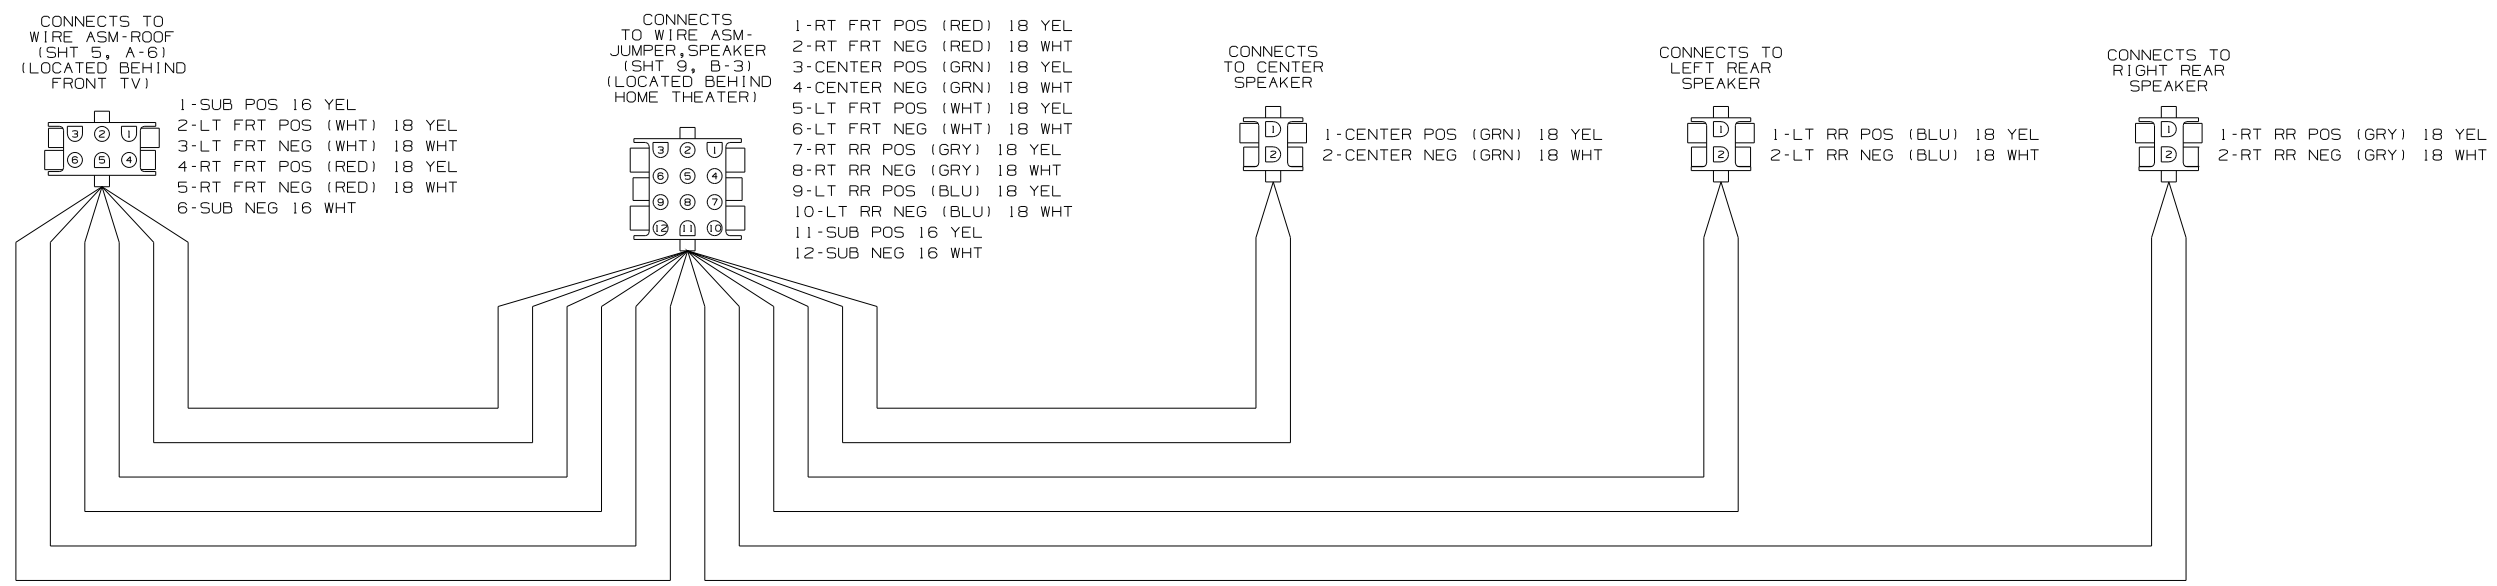 CONNECTS TO
WIRE ASM-ROOF
(SHT 5, A-6)
(LOCATED BEHIND
FRONT TV)
3 2 1
6 5 4
1-SUB POS 16 YEL
2-LT FRT POS (WHT) 18 YEL
3-LT FRT NEG (WHT) 18 WHT
4-RT FRT POS (RED) 18 YEL
5-RT FRT NEG (RED) 18 WHT
6-SUB NEG 16 WHT
CONNECTS
TO WIRE ASM-
JUMPER,SPEAKER
(SHT 9, B-3)
(LOCATED BEHIND
HOME THEATER)
3 2 1
6 5 4
9 8 7
12 11 10
1-RT FRT POS (RED) 18 YEL
2-RT FRT NEG (RED) 18 WHT
3-CENTER POS (GRN) 18 YEL
4-CENTER NEG (GRN) 18 WHT
5-LT FRT POS (WHT) 18 YEL
6-LT FRT NEG (WHT) 18 WHT
7-RT RR POS (GRY) 18 YEL
8-RT RR NEG (GRY) 18 WHT
9-LT RR POS (BLU) 18 YEL
10-LT RR NEG (BLU) 18 WHT
11-SUB POS 16 YEL
12-SUB NEG 16 WHT
CONNECTS
TO CENTER
SPEAKER
1
2
1-CENTER POS (GRN) 18 YEL
2-CENTER NEG (GRN) 18 WHT
CONNECTS TO
LEFT REAR
SPEAKER
1
2
1-LT RR POS (BLU) 18 YEL
2-LT RR NEG (BLU) 18 WHT
CONNECTS TO
RIGHT REAR
SPEAKER
1
2
1-RT RR POS (GRY) 18 YEL
2-RT RR NEG (GRY) 18 WHT